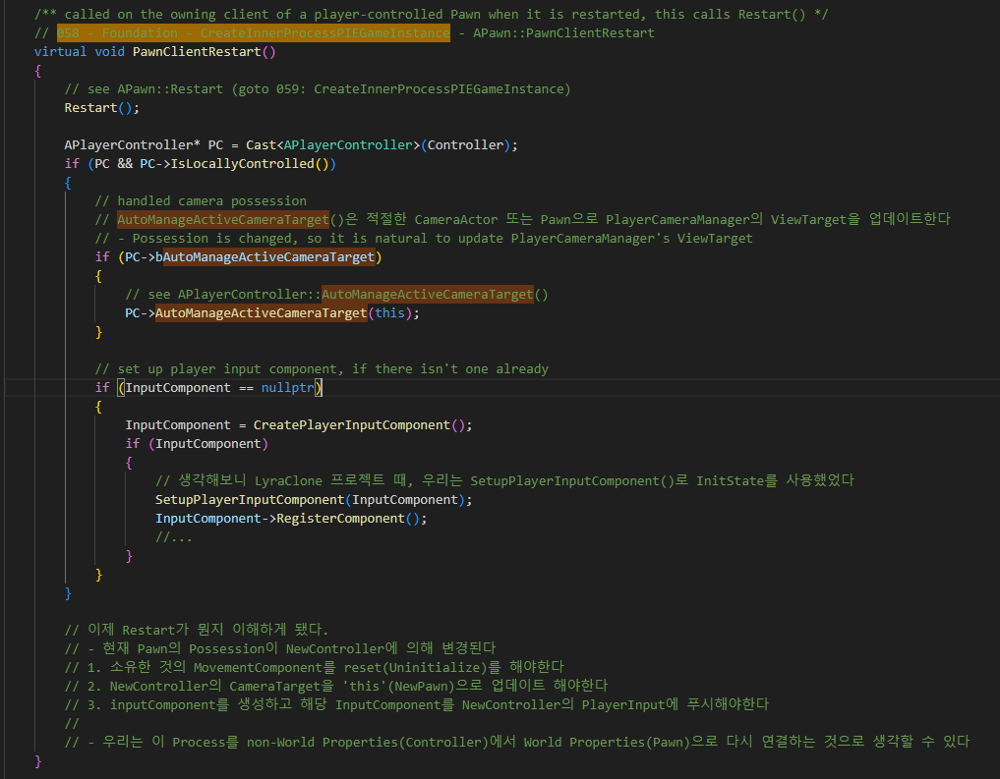 /** called on the owning client of a player-controlled Pawn when it is restarted, this calls Restart() */
// 058 - Foundation - CreateInnerProcessPIEGameInstance - APawn::PawnClientRestart
virtual void PawnClientRestart()
{
// see APawn::Restart (goto 059: CreateInnerProcessPIEGameInstance)
Restart();
APlayerController* PC = Cast<APlayerController>(Controller);
if (PC && PC->IsLocallyControlled())
{
// handled camera possession
// AutoManageActiveCameraTarget()은 적절한 CameraActor 또는 Pawn으로 PlayerCameraManager의 ViewTarget을 업데이트한다
// - Possession is changed, so it is natural to update PlayerCameraManager's ViewTarget
if (PC->bAutoManageActiveCameraTarget)
{
// see APlayerController::AutoManageActiveCameraTarget()
PC->AutoManageActiveCameraTarget(this);
}
// set up player input component, if there isn't one already
if (InputComponent == nullptr)
{
InputComponent = CreatePlayerInputComponent();
if (InputComponent)
{
// 생각해보니 LyraClone 프로젝트 때, 우리는 SetupPlayerInputComponent()로 InitState를 사용했었다
SetupPlayerInputComponent(InputComponent);
InputComponent->RegisterComponent();
//...
}
}
}
// 이제 Restart가 뭔지 이해하게 됐다.
// - 현재 Pawn의 Possession이 NewController에 의해 변경된다
// 1. 소유한 것의 MovementComponent를 reset(Uninitialize)를 해야한다
// 2. NewController의 CameraTarget을 'this'(NewPawn)으로 업데이트 해야한다
// 3. inputComponent를 생성하고 해당 InputComponent를 NewController의 PlayerInput에 푸시해야한다
//
// - 우리는 이 Process를 non-World Properties(Controller)에서 World Properties(Pawn)으로 다시 연결하는 것으로 생각할 수 있다
}